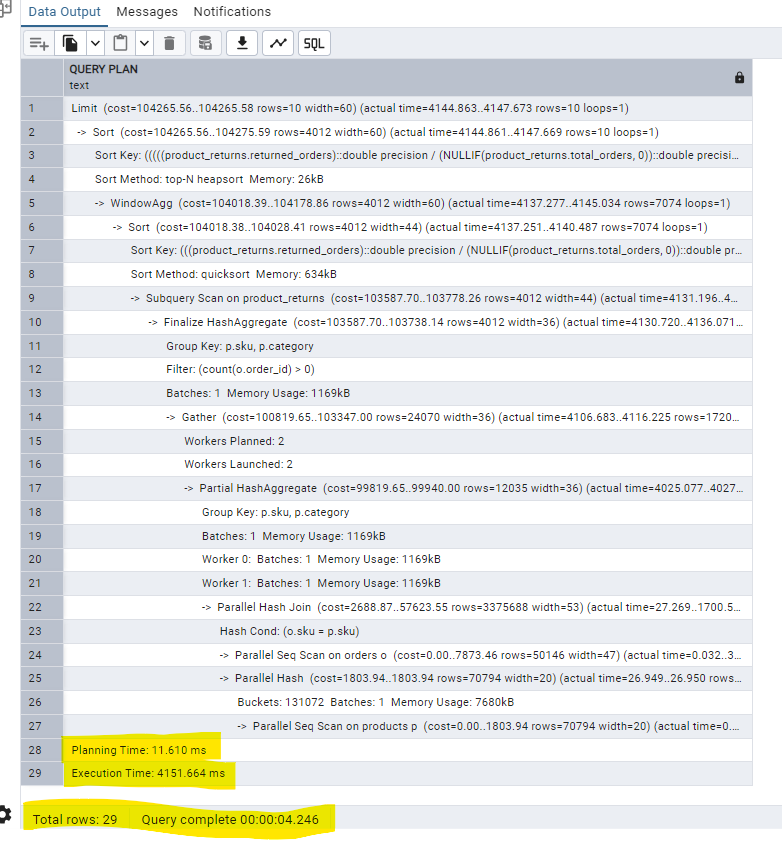 Data Output Messages Notifications
SQL
QUERY PLAN
text
1 Limit (cost=104265.56..104265.58 rows=10 width=60) (actual time=4144.863..4147.673 rows=10 loops=1)
2 -> Sort (cost=104265.56..104275.59 rows=4012 width=60) (actual time=4144.861..4147.669 rows=10 loops=1)
3 Sort Key: (((((product_returns.returned_orders)::double precision / (NULLIF(product_returns.total_orders, 0))::double precisi...
4 Sort Method: top-N heapsort Memory: 26kB
5 -> WindowAgg (cost=104018.39..104178.86 rows=4012 width=60) (actual time=4137.277..4145.034 rows=7074 loops=1)
6 -> Sort (cost=104018.38..104028.41 rows=4012 width=44) (actual time=4137.251..4140.487 rows=7074 loops=1)
7 Sort Key: (((product_returns.returned_orders)::double precision / (NULLIF(product_returns.total_orders, 0))::double pr...
8 Sort Method: quicksort Memory: 634kB
9 -> Subquery Scan on product_returns (cost=103587.70..103778.26 rows=4012 width=44) (actual time=4131.196..4...
10 -> Finalize HashAggregate (cost=103587.70..103738.14 rows=4012 width=36) (actual time=4130.720..4136.071...
11 Group Key: p.sku, p.category
12 Filter: (count(o.order_id) > 0)
13 Batches: 1 Memory Usage: 1169kB
14 -> Gather (cost=100819.65..103347.00 rows=24070 width=36) (actual time=4106.683..4116.225 rows=1720...
15 Workers Planned: 2
16 Workers Launched: 2
17 -> Partial HashAggregate (cost=99819.65..99940.00 rows=12035 width=36) (actual time=4025.077..4027...
18 Group Key: p.sku, p.category
19 Batches: 1 Memory Usage: 1169kB
20 Worker 0: Batches: 1 Memory Usage: 1169kB
21 Worker 1: Batches: 1 Memory Usage: 1169kB
22 -> Parallel Hash Join (cost=2688.87..57623.55 rows=3375688 width=53) (actual time=27.269..1700.5...
23 Hash Cond: (o.sku = p.sku)
24 -> Parallel Seq Scan on orders o (cost=0.00..7873.46 rows=50146 width=47) (actual time=0.032..3...
25 -> Parallel Hash (cost=1803.94..1803.94 rows=70794 width=20) (actual time=26.949..26.950 rows...
26 Buckets: 131072 Batches: 1 Memory Usage: 7680kB
27 -> Parallel Seq Scan on products p (cost=0.00..1803.94 rows=70794 width=20) (actual time=0....
28 Planning Time: 11.610 ms
29 Execution Time: 4151.664 ms
Total rows: 29 Query complete 00:00:04.246